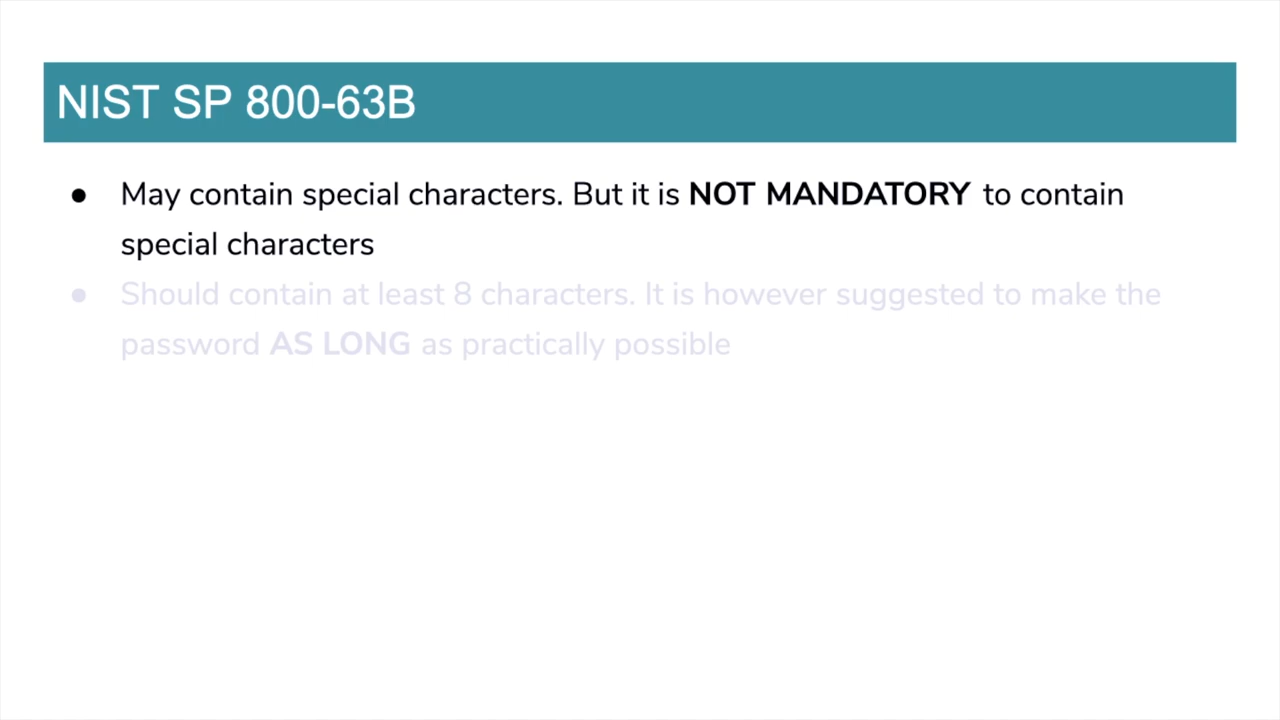 NIST SP 800-63B
● May contain special characters. But it is NOT MANDATORY to contain
special characters
● Should contain at least 8 characters. It is however suggested to make the
password AS LONG as practically possible